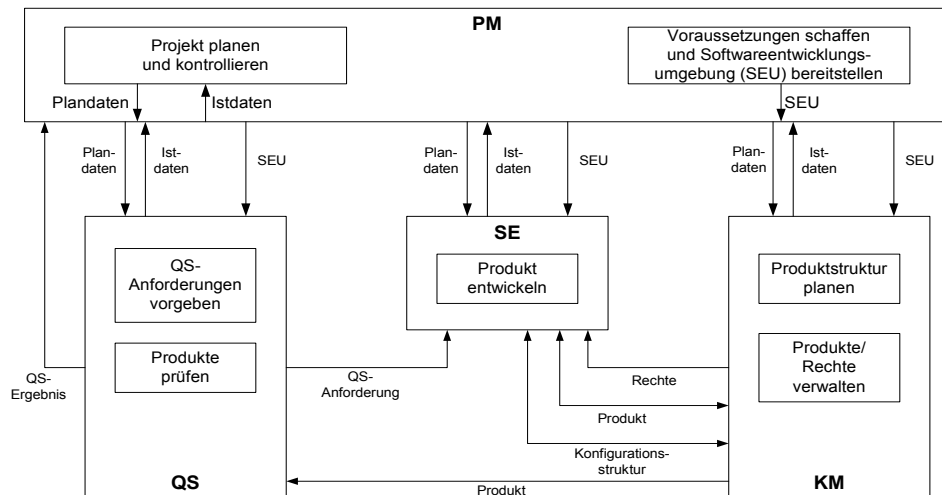 PM
Projekt planen
und kontrollieren
Voraussetzungen schaffen
und Softwareentwicklungs-
umgebung (SEU) bereitstellen
Plandaten
Istdaten
SEU
Plan-
daten
Ist-
daten
SEU
Plan-
daten
Ist-
daten
SEU
Plan-
daten
Ist-
daten
SEU
QS-
Anforderungen
vorgeben
Produkte
prüfen
QS
SE
Produkt
entwickeln
Produktstruktur
planen
Produkte/
Rechte
verwalten
KM
QS-
Ergebnis
QS-
Anforderung
Rechte
Produkt
Konfigurations-
struktur
Produkt